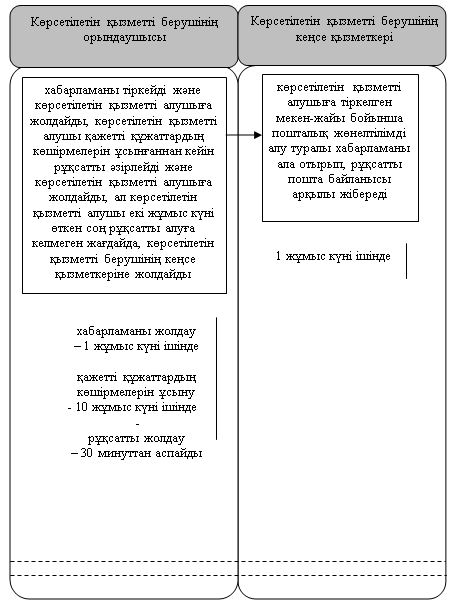 Көрсетілетін қызметті берушінің
орындаушысы
Көрсетілетін қызметті берушінің
кеңсе қызметкері
хабарламаны тіркейді және
көрсетілетін қызметті алушыға
жолдайды, көрсетілетін қызметті
алушы қажетті құжаттардың
көшірмелерін ұсынғаннан кейін
рұқсатты әзірлейді және
көрсетілетін қызметті алушыға
жолдайды, ал көрсетілетін
қызметті алушы екі жұмыс күні
өткен соң рұқсатты алуға
келмеген жағдайда, көрсетілетін
қызметті берушінің кеңсе
қызметкеріне жолдайды
көрсетілетін қызметті
алушыға тіркелген
мекен-жайы бойынша
пошталық жөнелтілімді
алу туралы хабарламаны
ала отырып, рұқсатты
пошта байланысы
арқылы жібереді
1 жұмыс күні ішінде
хабарламаны жолдау
– 1 жұмыс күні ішінде
қажетті құжаттардың
көшірмелерін ұсыну
- 10 жұмыс күні ішінде
-
рұқсатты жолдау
– 30 минуттан аспайды